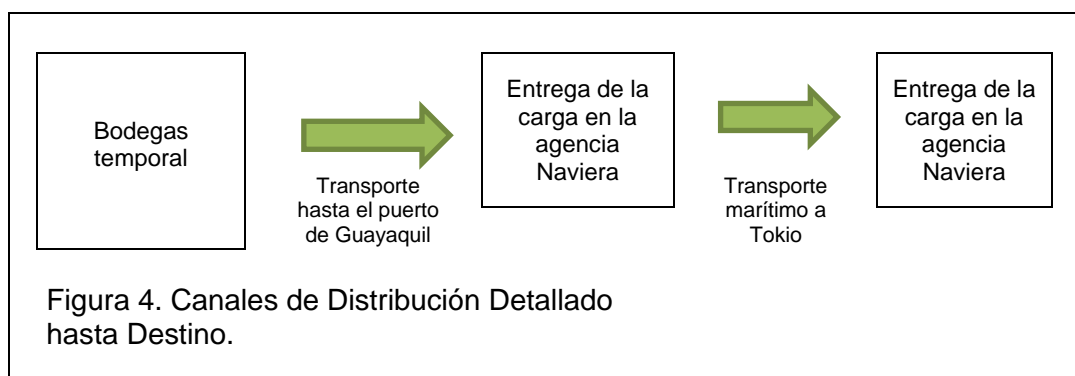 Bodegas
temporal
Transporte
hasta el puerto
de Guayaquil
Entrega de la
carga en la
agencia
Naviera
Transporte
marítimo a
Tokio
Entrega de la
carga en la
agencia
Naviera
Figura 4. Canales de Distribución Detallado
hasta Destino.